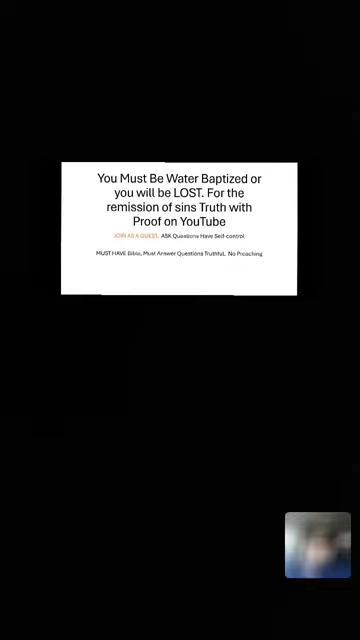 You Must Be Water Baptized or
you will be LOST. For the
remission of sins Truth with
Proof on YouTube
JOIN AS A GUEST. ASK Questions Have Self-control
MUST HAVE Bible, Must Answer Questions Truthful. No Preaching